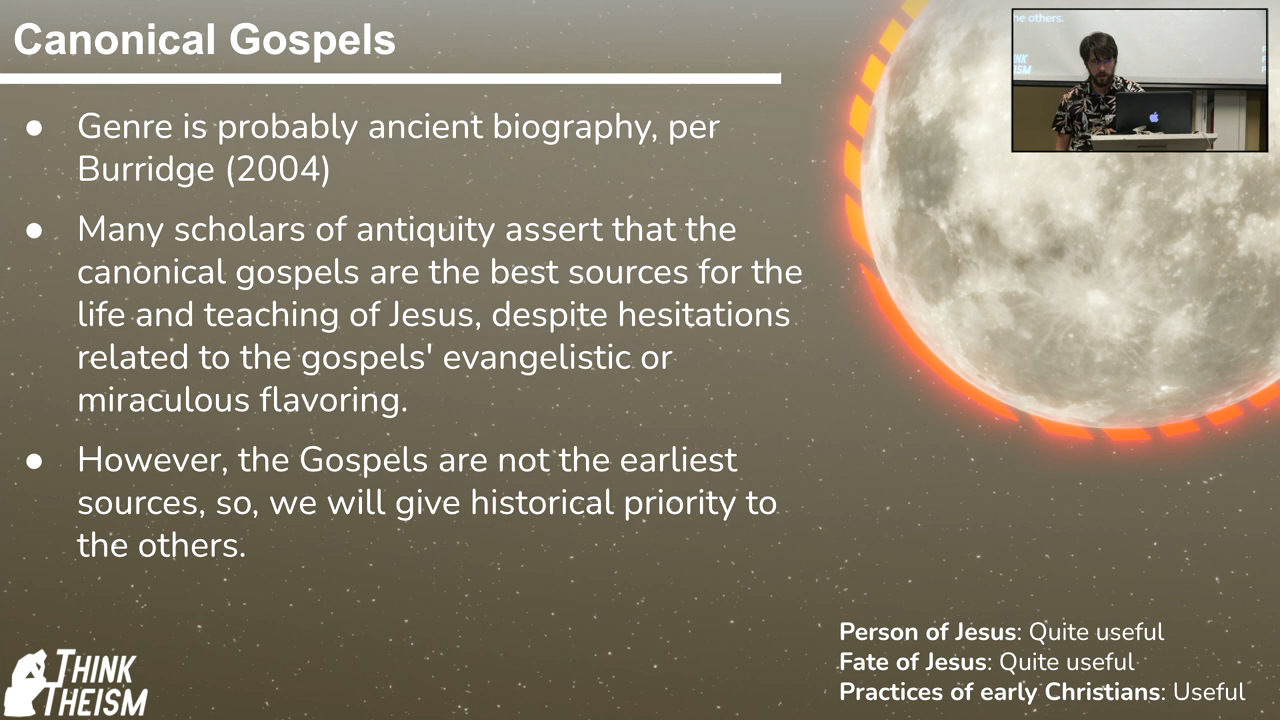 Canonical Gospels
● Genre is probably ancient biography, per
Burridge (2004)
● Many scholars of antiquity assert that the
canonical gospels are the best sources for the
life and teaching of Jesus, despite hesitations
related to the gospels' evangelistic or
miraculous flavoring.
● However, the Gospels are not the earliest
sources, so, we will give historical priority to
the others.
he others.
NK
ISM
Person of Jesus: Quite useful
Fate of Jesus: Quite useful
Practices of early Christians: Useful
THINK
THEISM